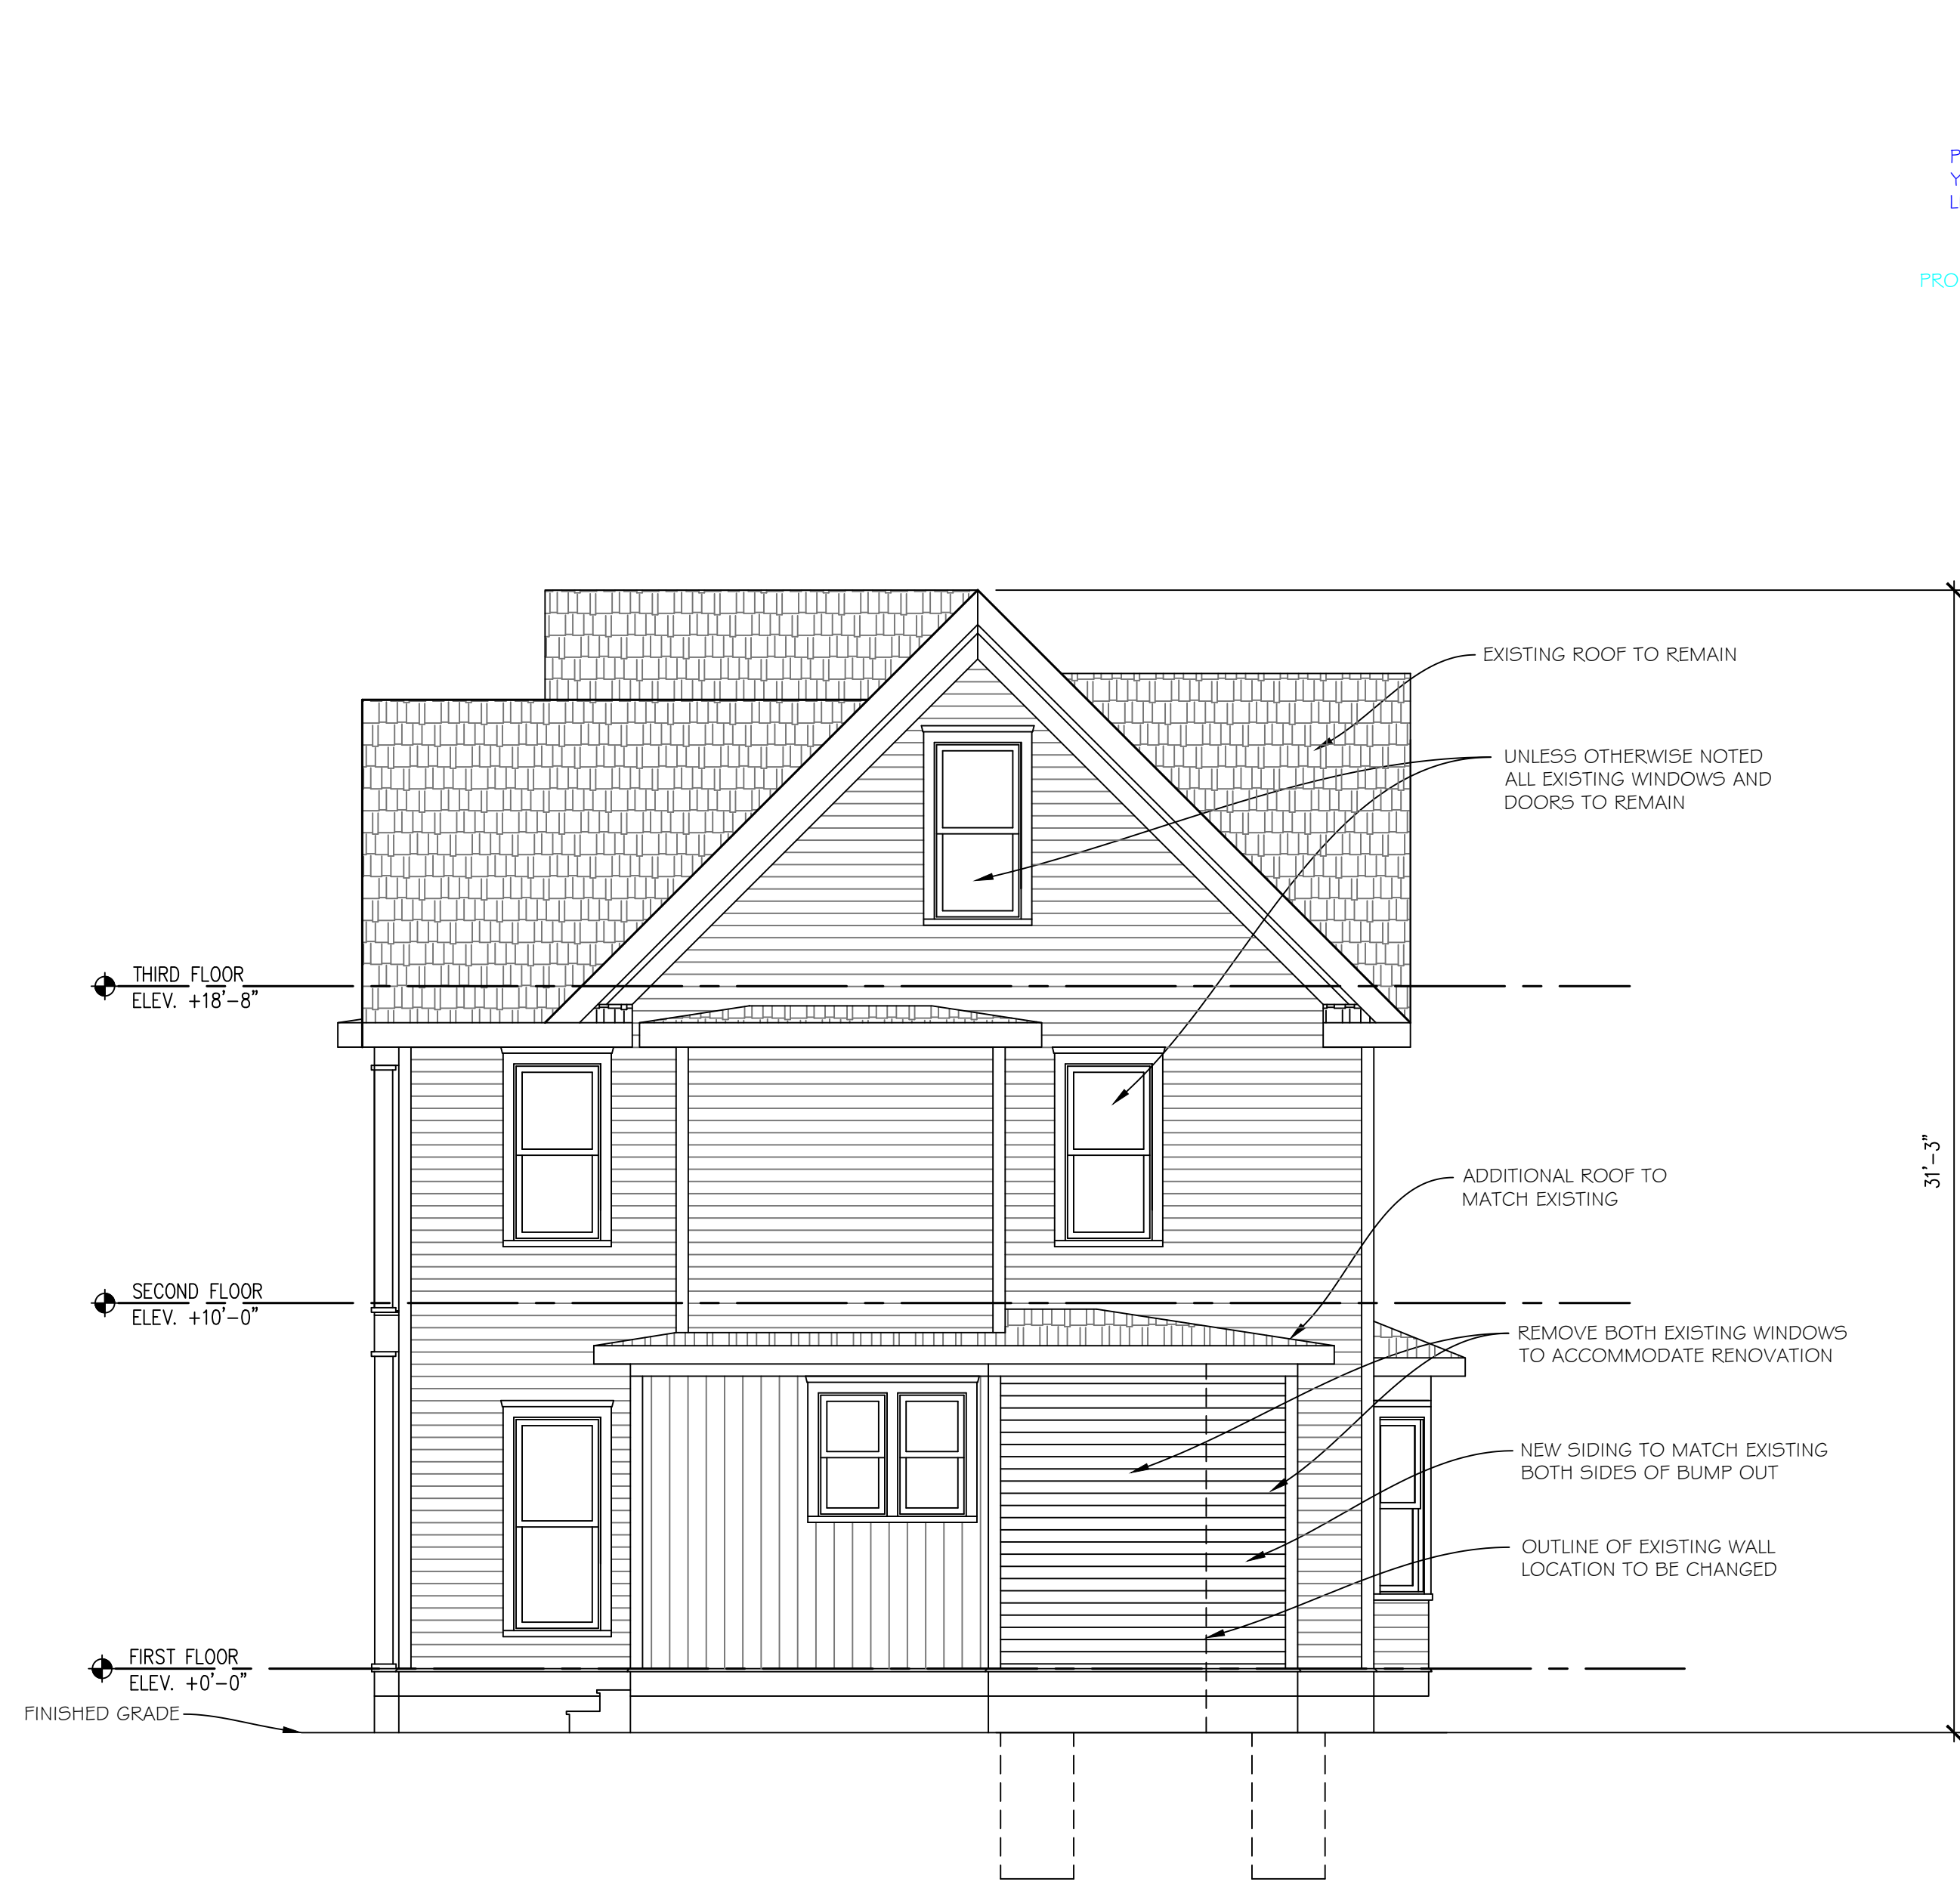 P
Y
L
PRO
EXISTING ROOF TO REMAIN
UNLESS OTHERWISE NOTED
ALL EXISTING WINDOWS AND
DOORS TO REMAIN
THIRD FLOOR
ELEV. +18'-8"
31'-3"
ADDITIONAL ROOF TO
MATCH EXISTING
SECOND FLOOR
ELEV. +10'-0"
REMOVE BOTH EXISTING WINDOWS
TO ACCOMMODATE RENOVATION
NEW SIDING TO MATCH EXISTING
BOTH SIDES OF BUMP OUT
OUTLINE OF EXISTING WALL
LOCATION TO BE CHANGED
FIRST FLOOR
ELEV. +0'-0"
FINISHED GRADE